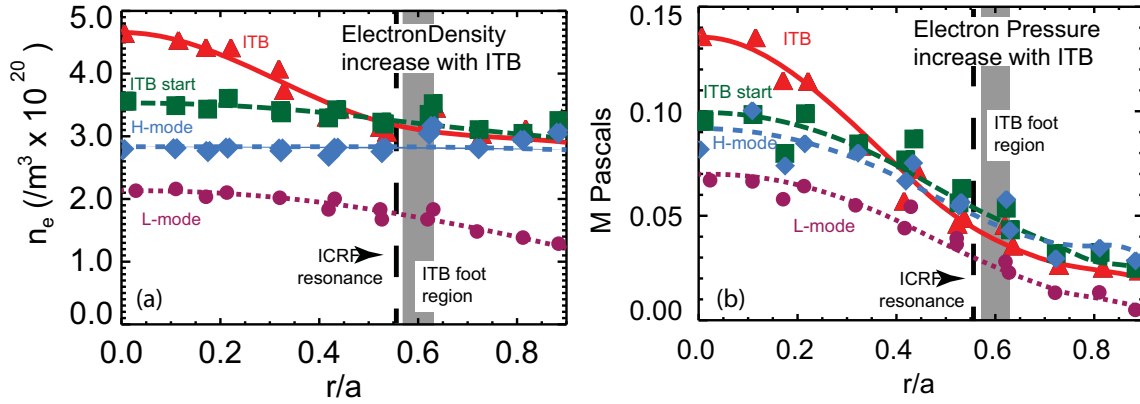 5.0
4.0
3.0
2.0
1.0
0.0
n_e (/m³ x 10²⁰)
ITB
ElectronDensity
increase with ITB
ITB start
H-mode
L-mode
ICRF
resonance
ITB foot
region
(a)
0.0 0.2 0.4 0.6 0.8
r/a
0.15
0.10
0.05
0.00
M Pascals
ITB
Electron Pressure
increase with ITB
ITB start
H-mode
ITB foot
region
L-mode
ICRF
resonance
(b)
0.0 0.2 0.4 0.6 0.8
r/a